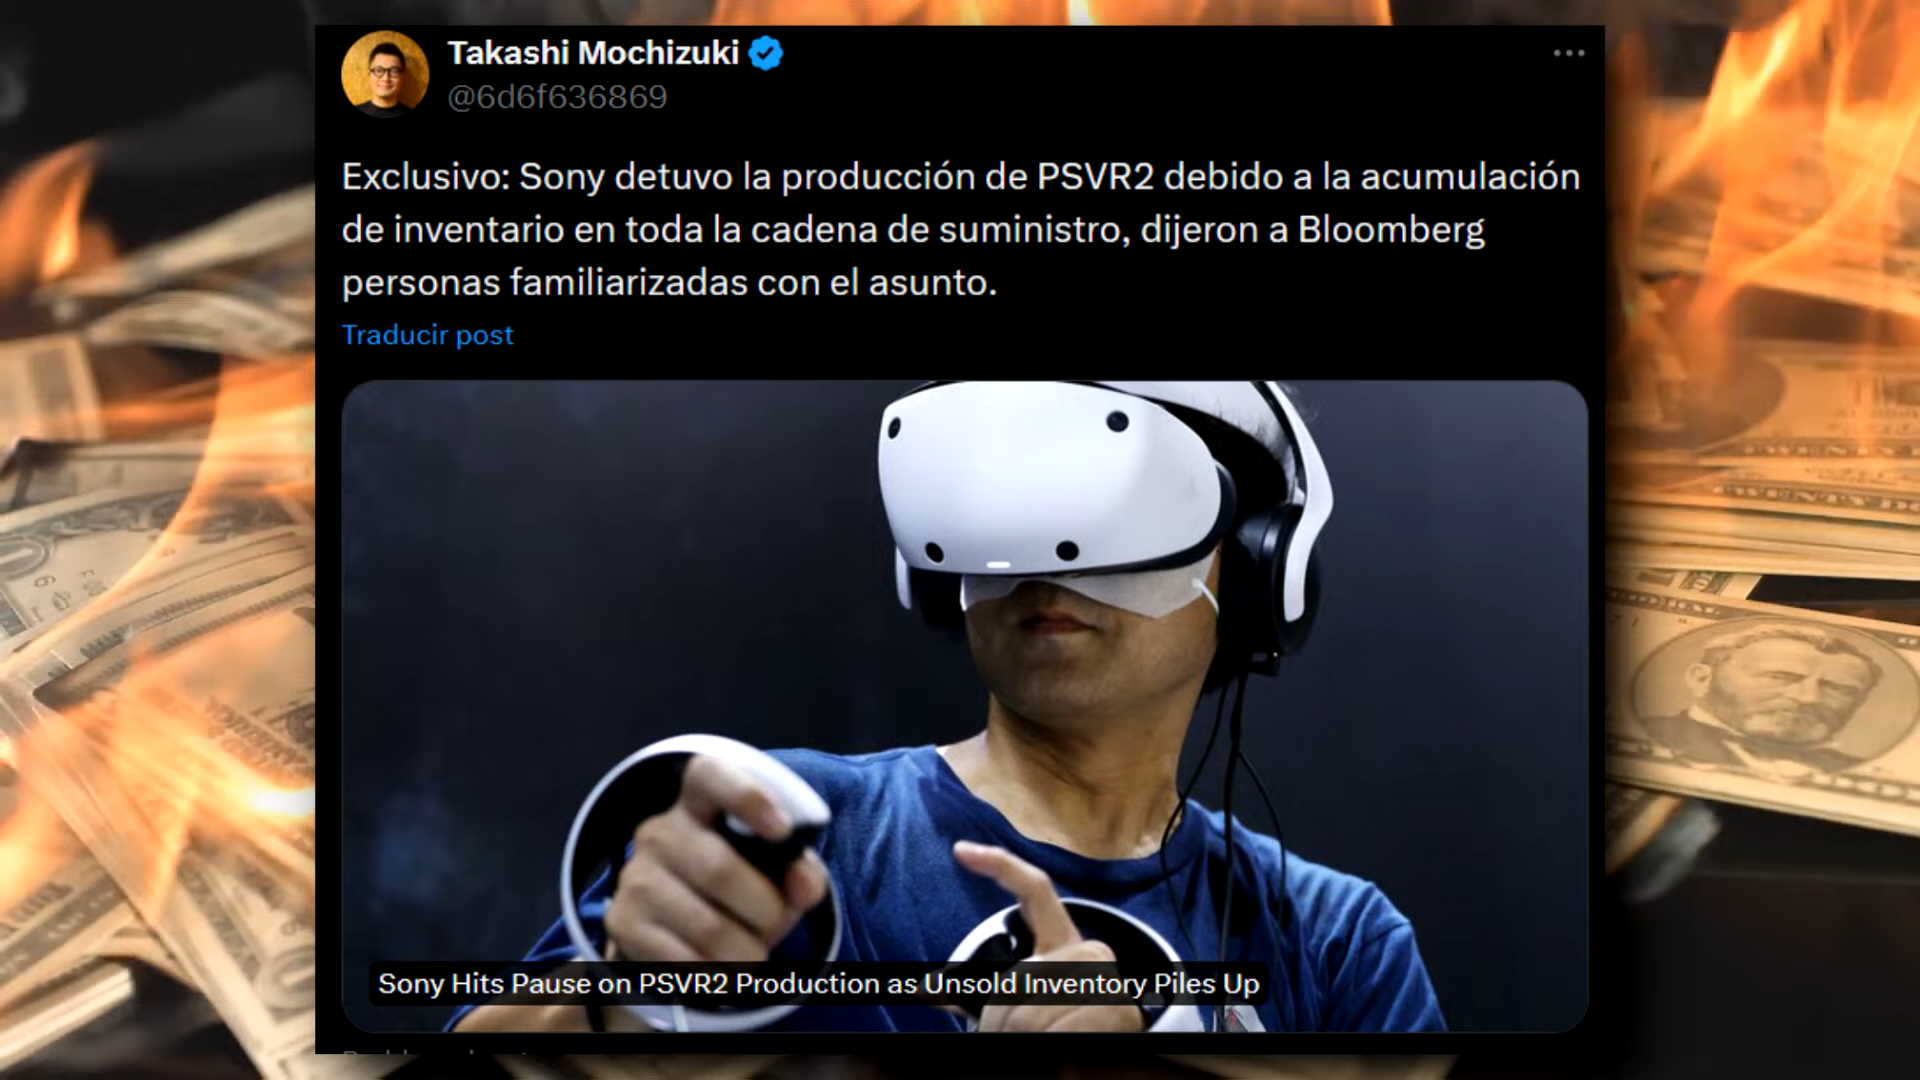 Takashi Mochizuki
@6d6f636869
Exclusivo: Sony detuvo la producción de PSVR2 debido a la acumulación
de inventario en toda la cadena de suministro, dijeron a Bloomberg
personas familiarizadas con el asunto.
Traducir post
Sony Hits Pause on PSVR2 Production as Unsold Inventory Piles Up